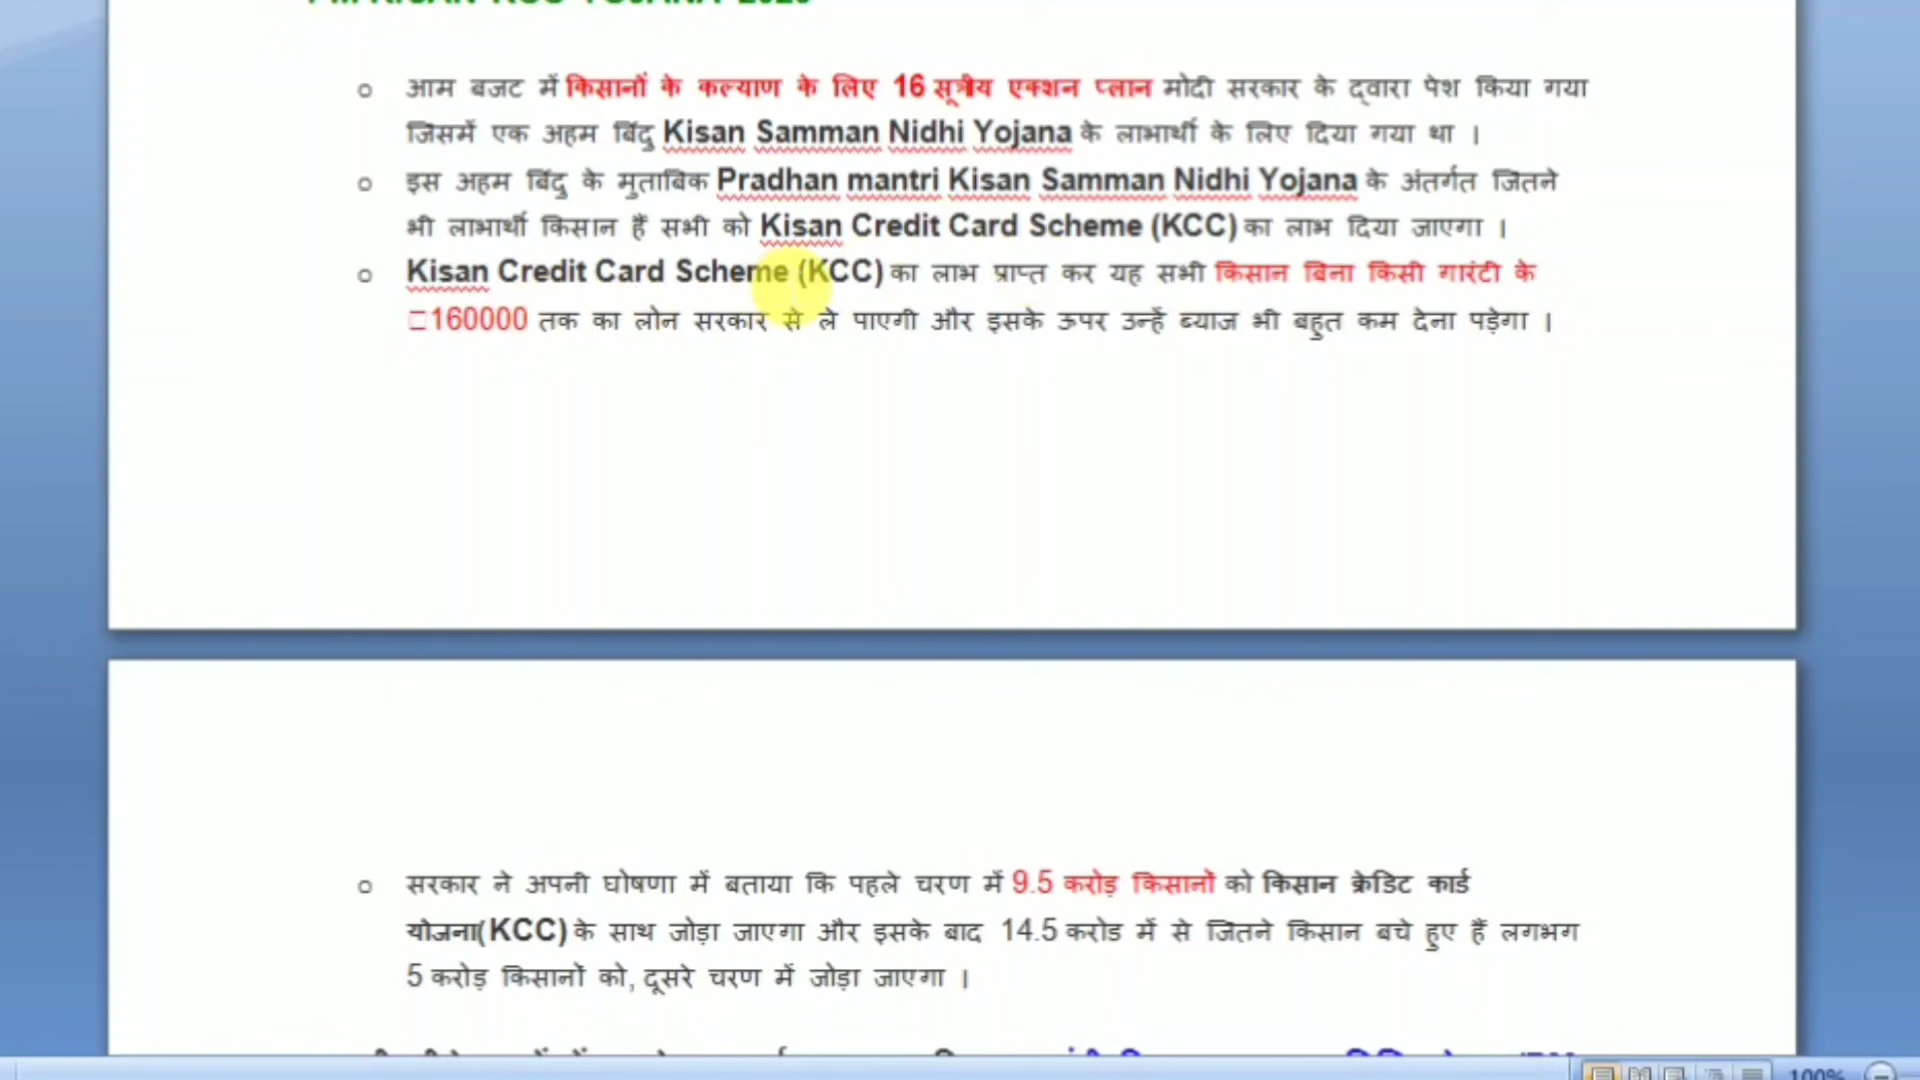 आम बजट में किसानों के कल्याण के लिए 16 सूत्रीय एक्शन प्लान मोदी सरकार के द्वारा पेश किया गया
जिसमें एक अहम बिंदु Kisan Samman Nidhi Yojana के लाभार्थी के लिए दिया गया था ।
इस अहम बिंदु के मुताबिक Pradhan mantri Kisan Samman Nidhi Yojana के अंतर्गत जितने
भी लाभार्थी किसान हैं सभी को Kisan Credit Card Scheme (KCC) का लाभ दिया जाएगा ।
Kisan Credit Card Scheme (KCC) का लाभ प्राप्त कर यह सभी किसान बिना किसी गारंटी के
160000 तक का लोन सरकार से ले पाएगी और इसके ऊपर उन्हें ब्याज भी बहुत कम देना पड़ेगा ।
सरकार ने अपनी घोषणा में बताया कि पहले चरण में 9.5 करोड़ किसानों को किसान क्रेडिट कार्ड
योजना(KCC) के साथ जोड़ा जाएगा और इसके बाद 14.5 करोड में से जितने किसान बचे हुए हैं लगभग
5 करोड़ किसानों को, दूसरे चरण में जोड़ा जाएगा ।
100%